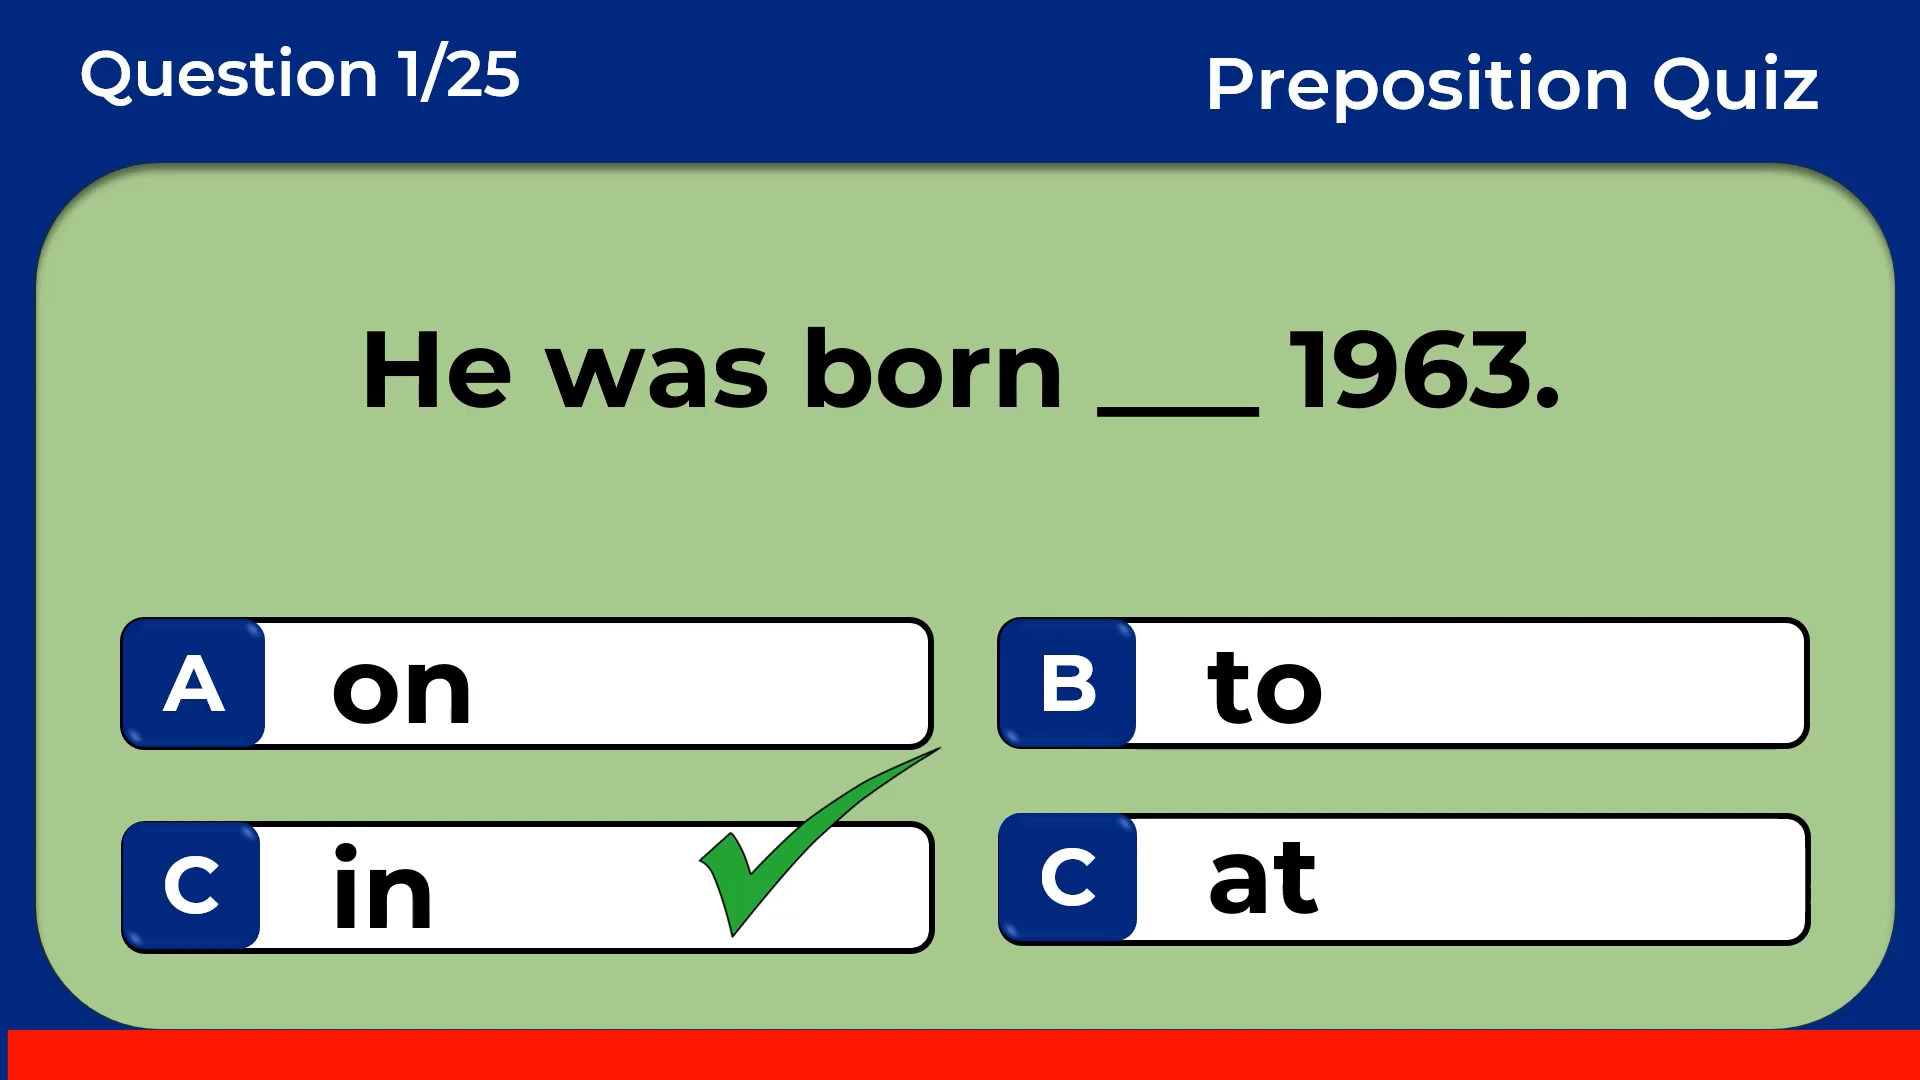 Question 1/25
Preposition Quiz
He was born ___ 1963.
A on
B to
C in
C at